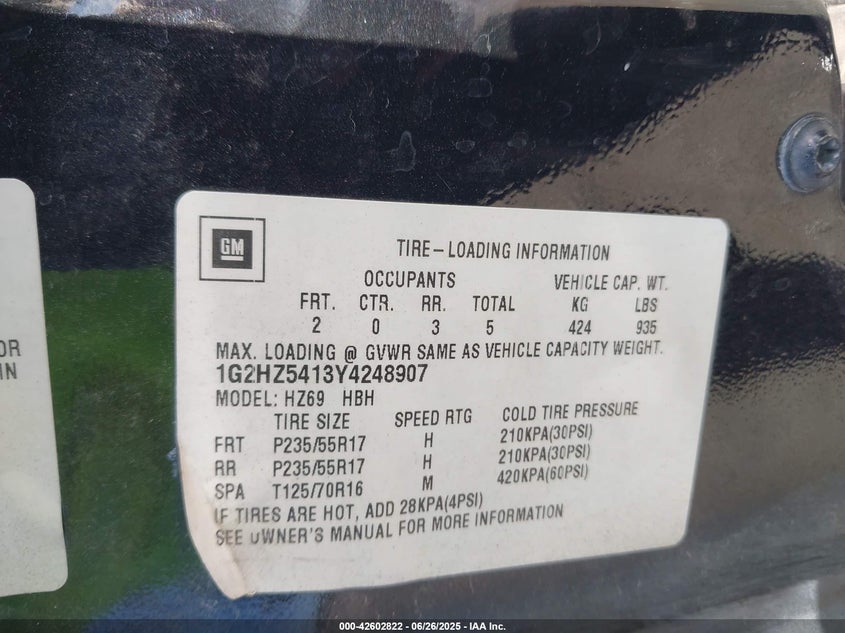 OR
IN
GM
TIRE-LOADING INFORMATION
OCCUPANTS VEHICLE CAP. WT.
FRT. CTR. RR. TOTAL KG LBS
2 0 3 5 424 935
MAX. LOADING @ GVWR SAME AS VEHICLE CAPACITY WEIGHT.
1G2HZ5413Y4248907
MODEL: HZ69 HBH
TIRE SIZE SPEED RTG COLD TIRE PRESSURE
FRT P235/55R17 H 210KPA(30PSI)
RR P235/55R17 H 210KPA(30PSI)
SPA T125/70R16 M 420KPA(60PSI)
IF TIRES ARE HOT, ADD 28KPA(4PSI)
SEE OWNER'S MANUAL FOR MORE INFORMATION
000-42602822 - 06/26/2025 - IAA Inc.